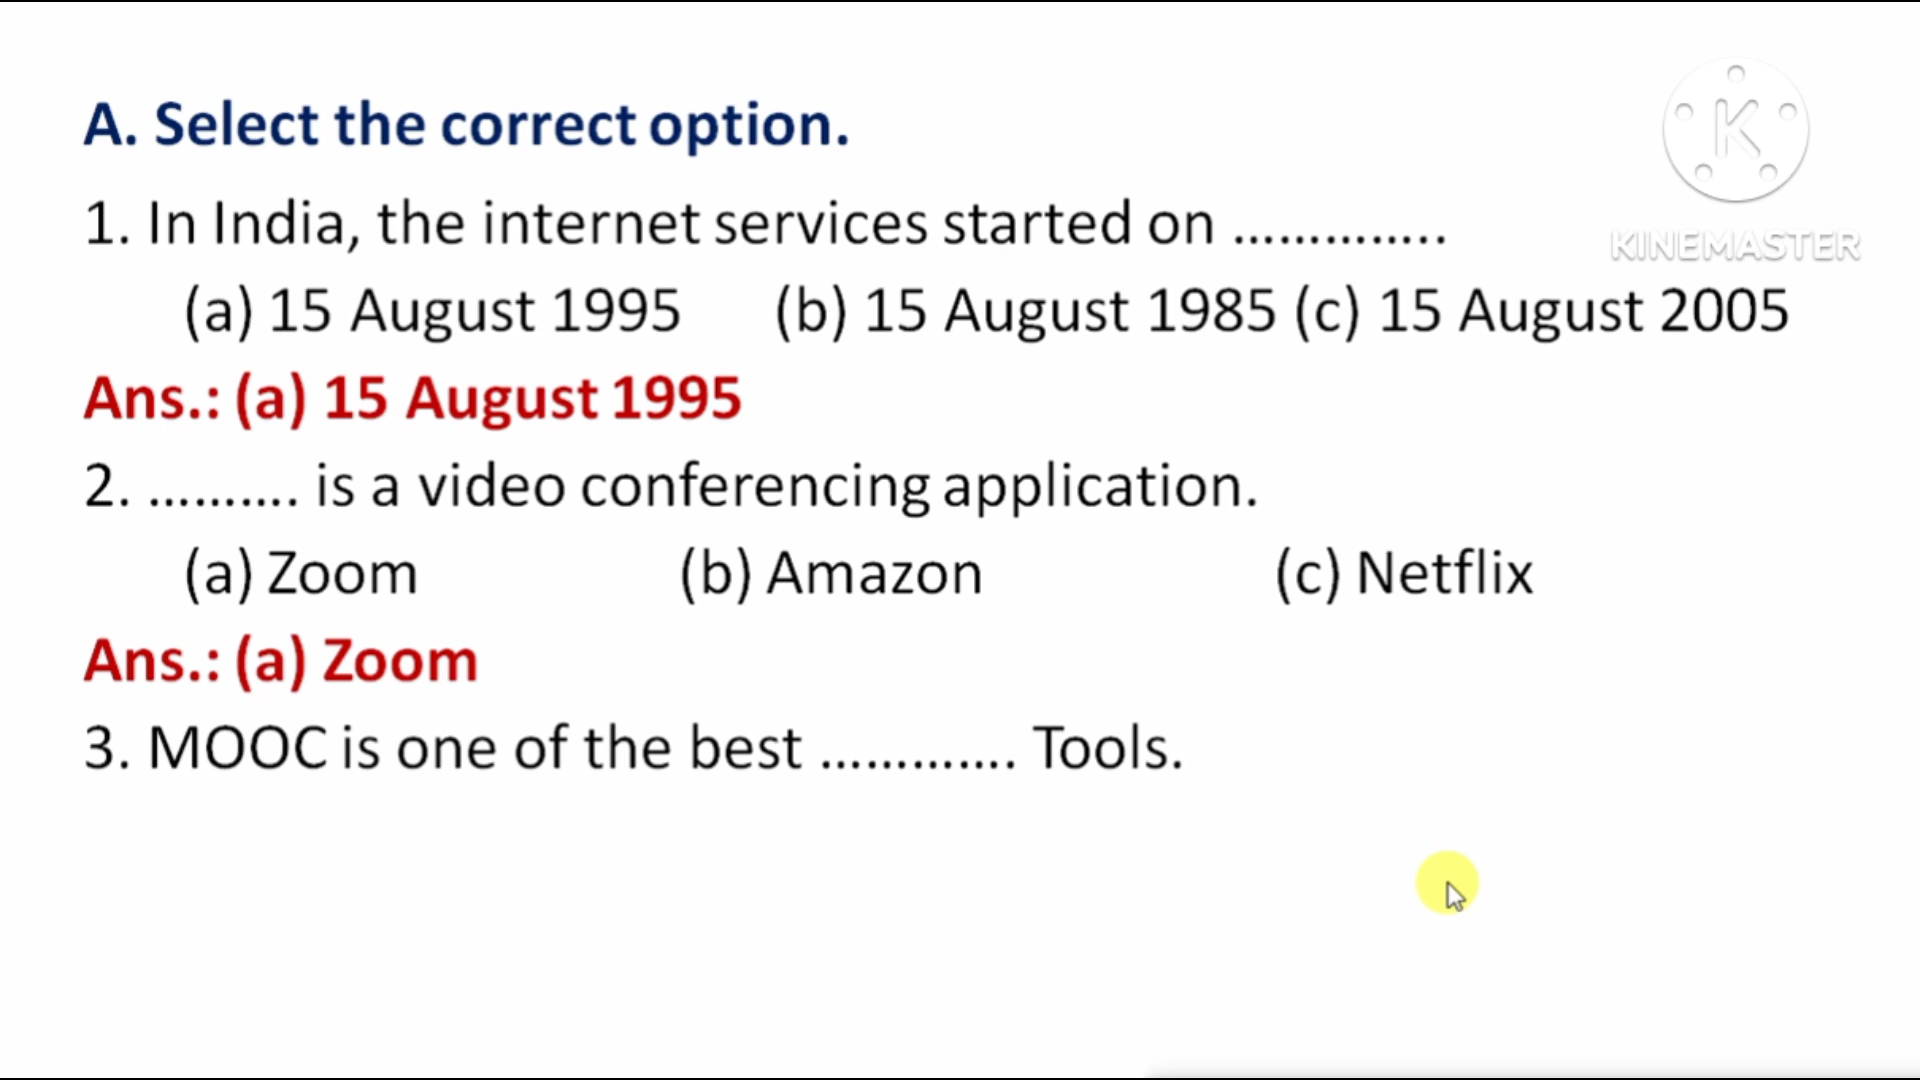 A. Select the correct option.
K
KINEMASTER
1. In India, the internet services started on …………..
(a) 15 August 1995 (b) 15 August 1985 (c) 15 August 2005
Ans.: (a) 15 August 1995
2. ………. is a video conferencing application.
(a) Zoom (b) Amazon (c) Netflix
Ans.: (a) Zoom
3. MOOC is one of the best …………. Tools.